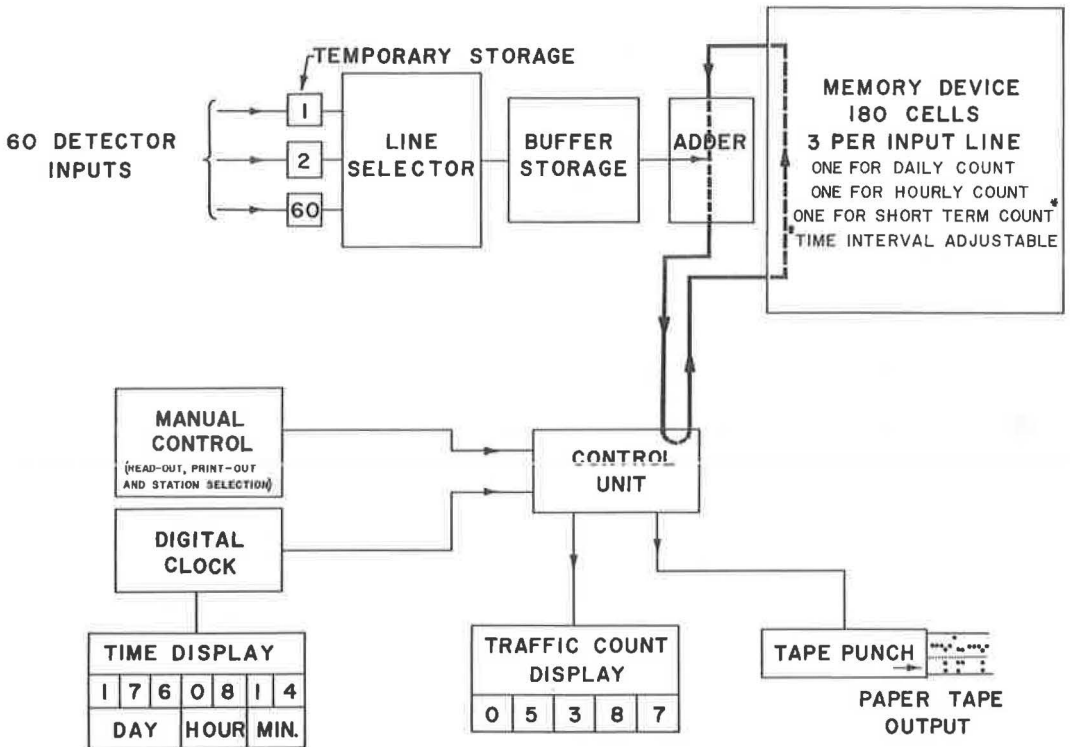 TEMPORARY STORAGE
60 DETECTOR
INPUTS
1
2
60
LINE
SELECTOR
BUFFER
STORAGE
ADDER
MEMORY DEVICE
180 CELLS
3 PER INPUT LINE
ONE FOR DAILY COUNT
ONE FOR HOURLY COUNT
ONE FOR SHORT TERM COUNT*
*TIME INTERVAL ADJUSTABLE
MANUAL
CONTROL
(READ-OUT, PRINT-OUT
AND STATION SELECTION)
CONTROL
UNIT
DIGITAL
CLOCK
TIME DISPLAY
1 7 6 0 8 1 4
DAY HOUR MIN.
TRAFFIC COUNT
DISPLAY
0 5 3 8 7
TAPE PUNCH
PAPER TAPE
OUTPUT